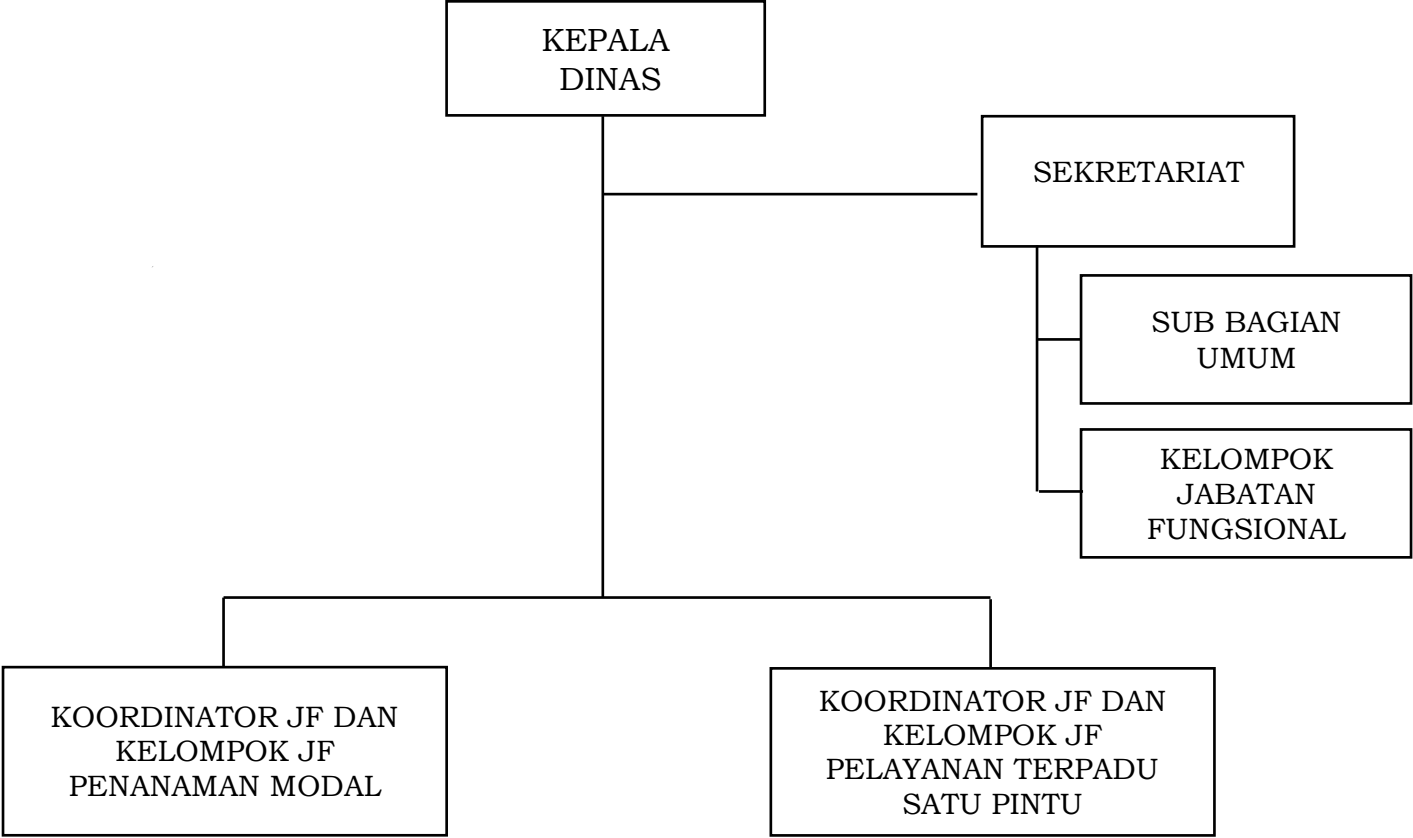 KEPALA
DINAS
SEKRETARIAT
SUB BAGIAN
UMUM
KELOMPOK
JABATAN
FUNGSIONAL
KOORDINATOR JF DAN
KELOMPOK JF
PENANAMAN MODAL
KOORDINATOR JF DAN
KELOMPOK JF
PELAYANAN TERPADU
SATU PINTU